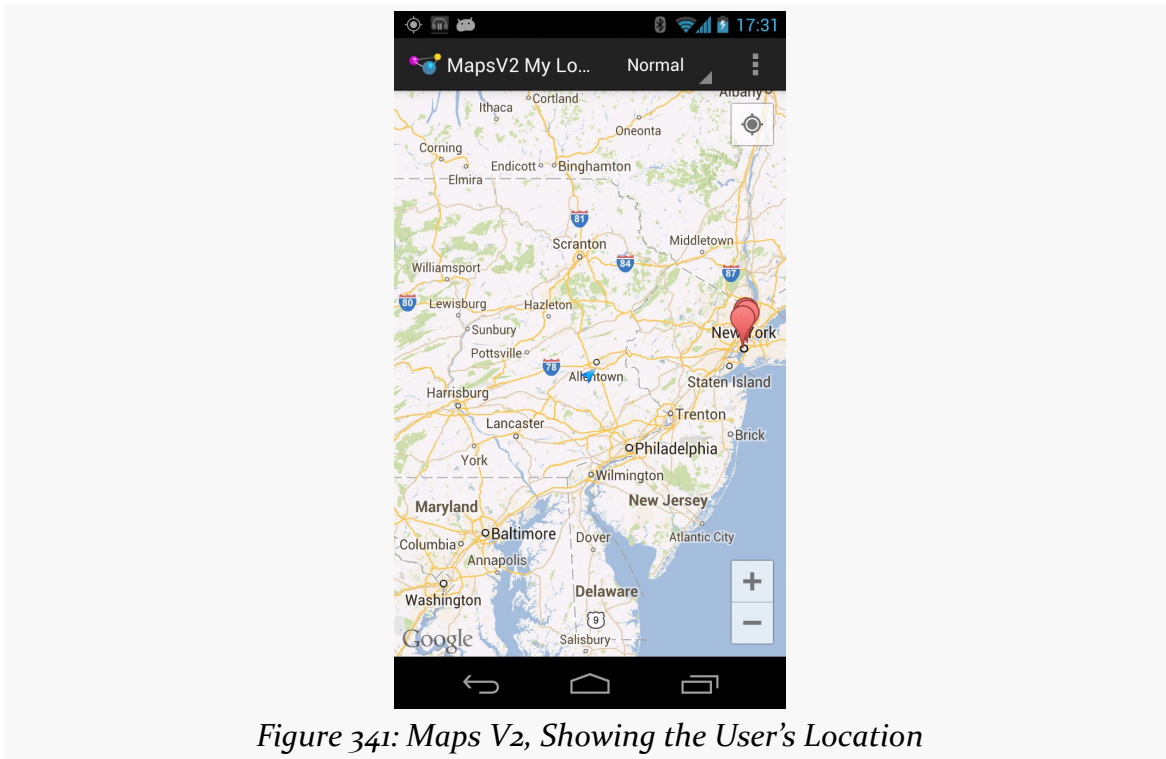 17:31
MapsV2 My Lo... Normal
Albany
Cortland
Ithaca
Oneonta
Corning
Endicott Binghamton
Elmira
81
Scranton Middletown
84
Williamsport 87
80 Lewisburg Hazleton
Sunbury New York
Pottsville
78 Allentown
Staten Island
Harrisburg
Lancaster Trenton
Brick
York Philadelphia
Wilmington
Maryland New Jersey
Baltimore Dover Atlantic City
Columbia
Annapolis
Washington Delaware
9
Google Salisbury
Figure 341: Maps V2, Showing the User's Location